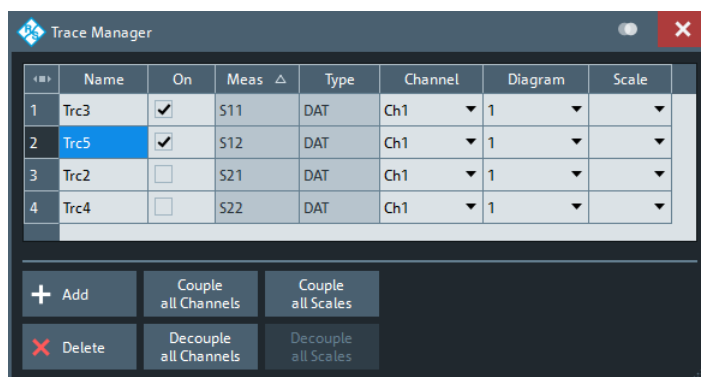 R&S Trace Manager
Name On Meas Type Channel Diagram Scale
1 Trc3 S11 DAT Ch1 1
2 Trc5 S12 DAT Ch1 1
3 Trc2 S21 DAT Ch1 1
4 Trc4 S22 DAT Ch1 1
Add
Couple
all Channels
Couple
all Scales
Delete
Decouple
all Channels
Decouple
all Scales